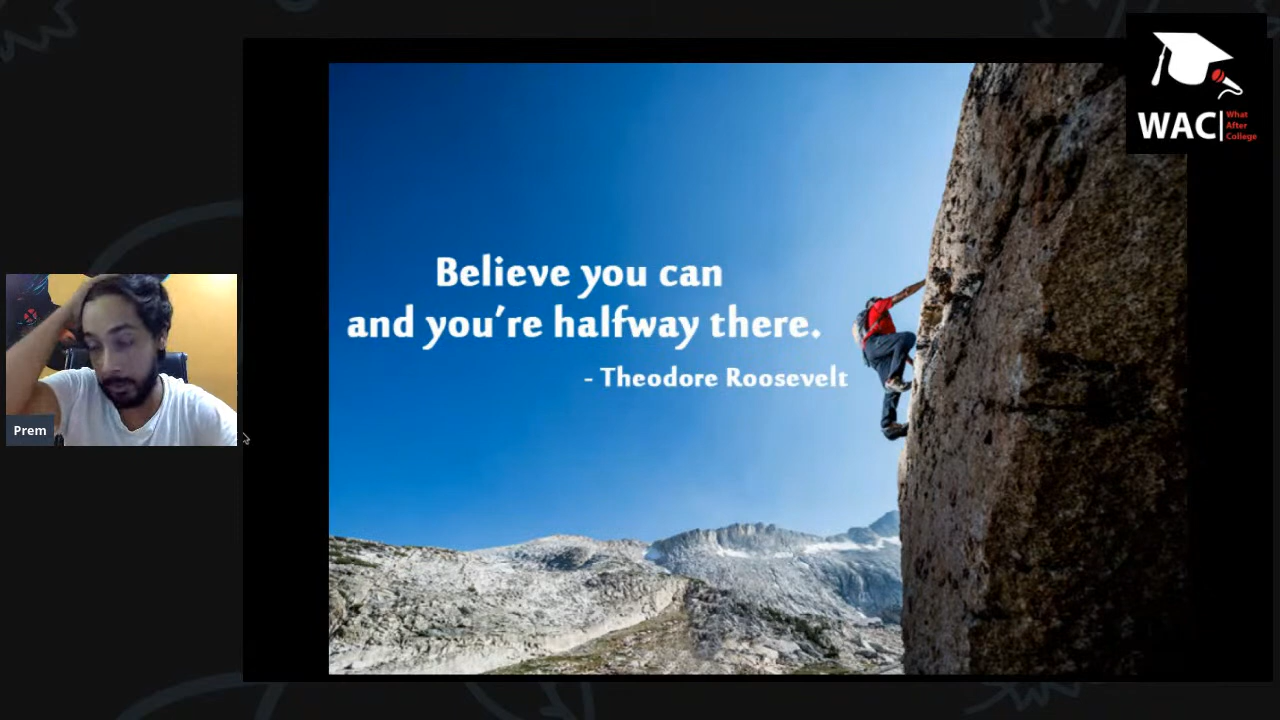 Believe you can
and you're halfway there.
- Theodore Roosevelt
WAC|What
After
College
Prem